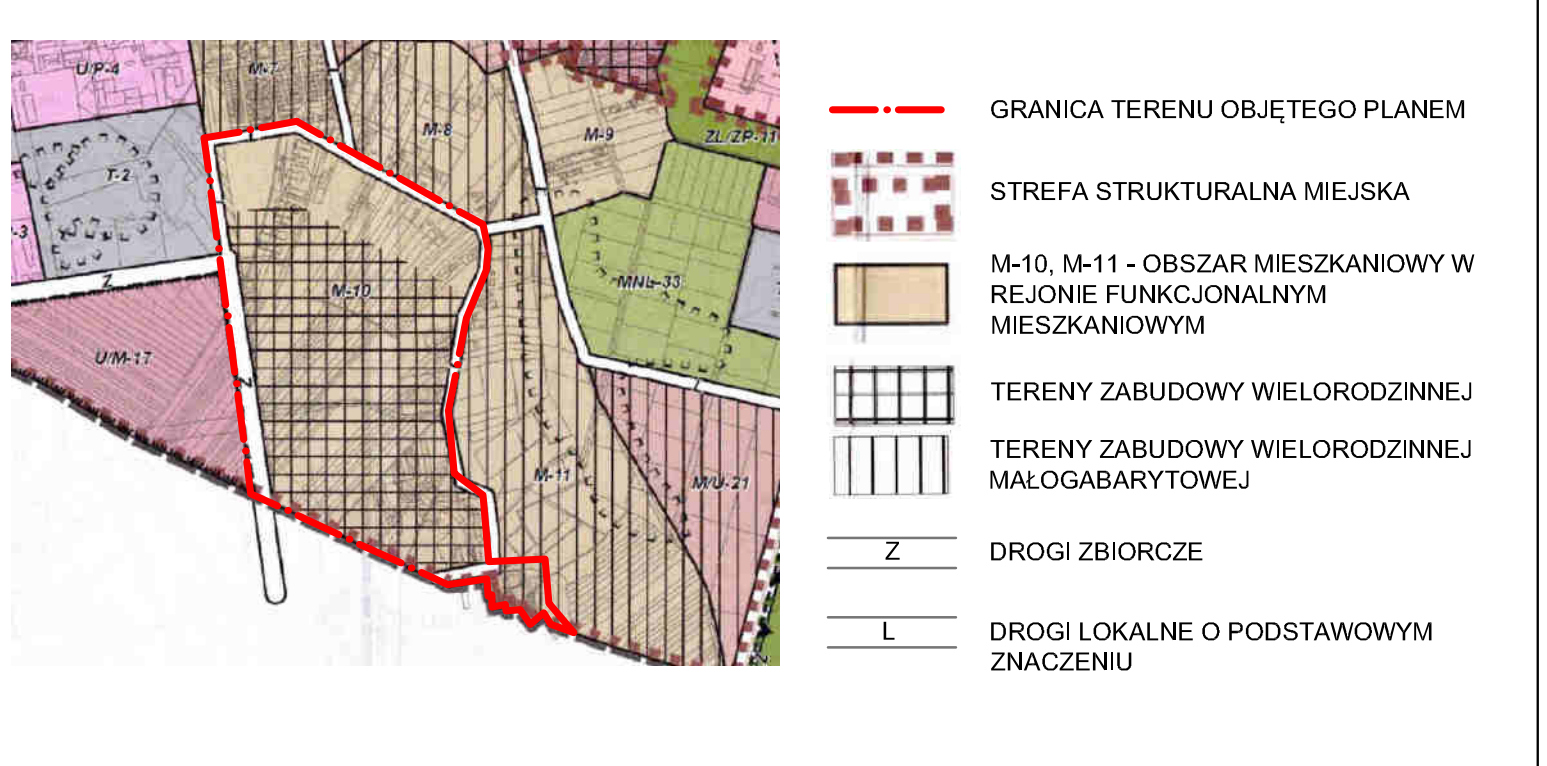 U/P-4
M-7
M-8
M-9
ZL/ZP-11
T-2
-3
Z
M-10
MNL-33
U/M-17
Z
M-11
M/U-21
Z
GRANICA TERENU OBJĘTEGO PLANEM
STREFA STRUKTURALNA MIEJSKA
M-10, M-11 - OBSZAR MIESZKANIOWY W
REJONIE FUNKCJONALNYM
MIESZKANIOWYM
TERENY ZABUDOWY WIELORODZINNEJ
TERENY ZABUDOWY WIELORODZINNEJ
MAŁOGABARYTOWEJ
Z
DROGI ZBIORCZE
L
DROGI LOKALNE O PODSTAWOWYM
ZNACZENIU